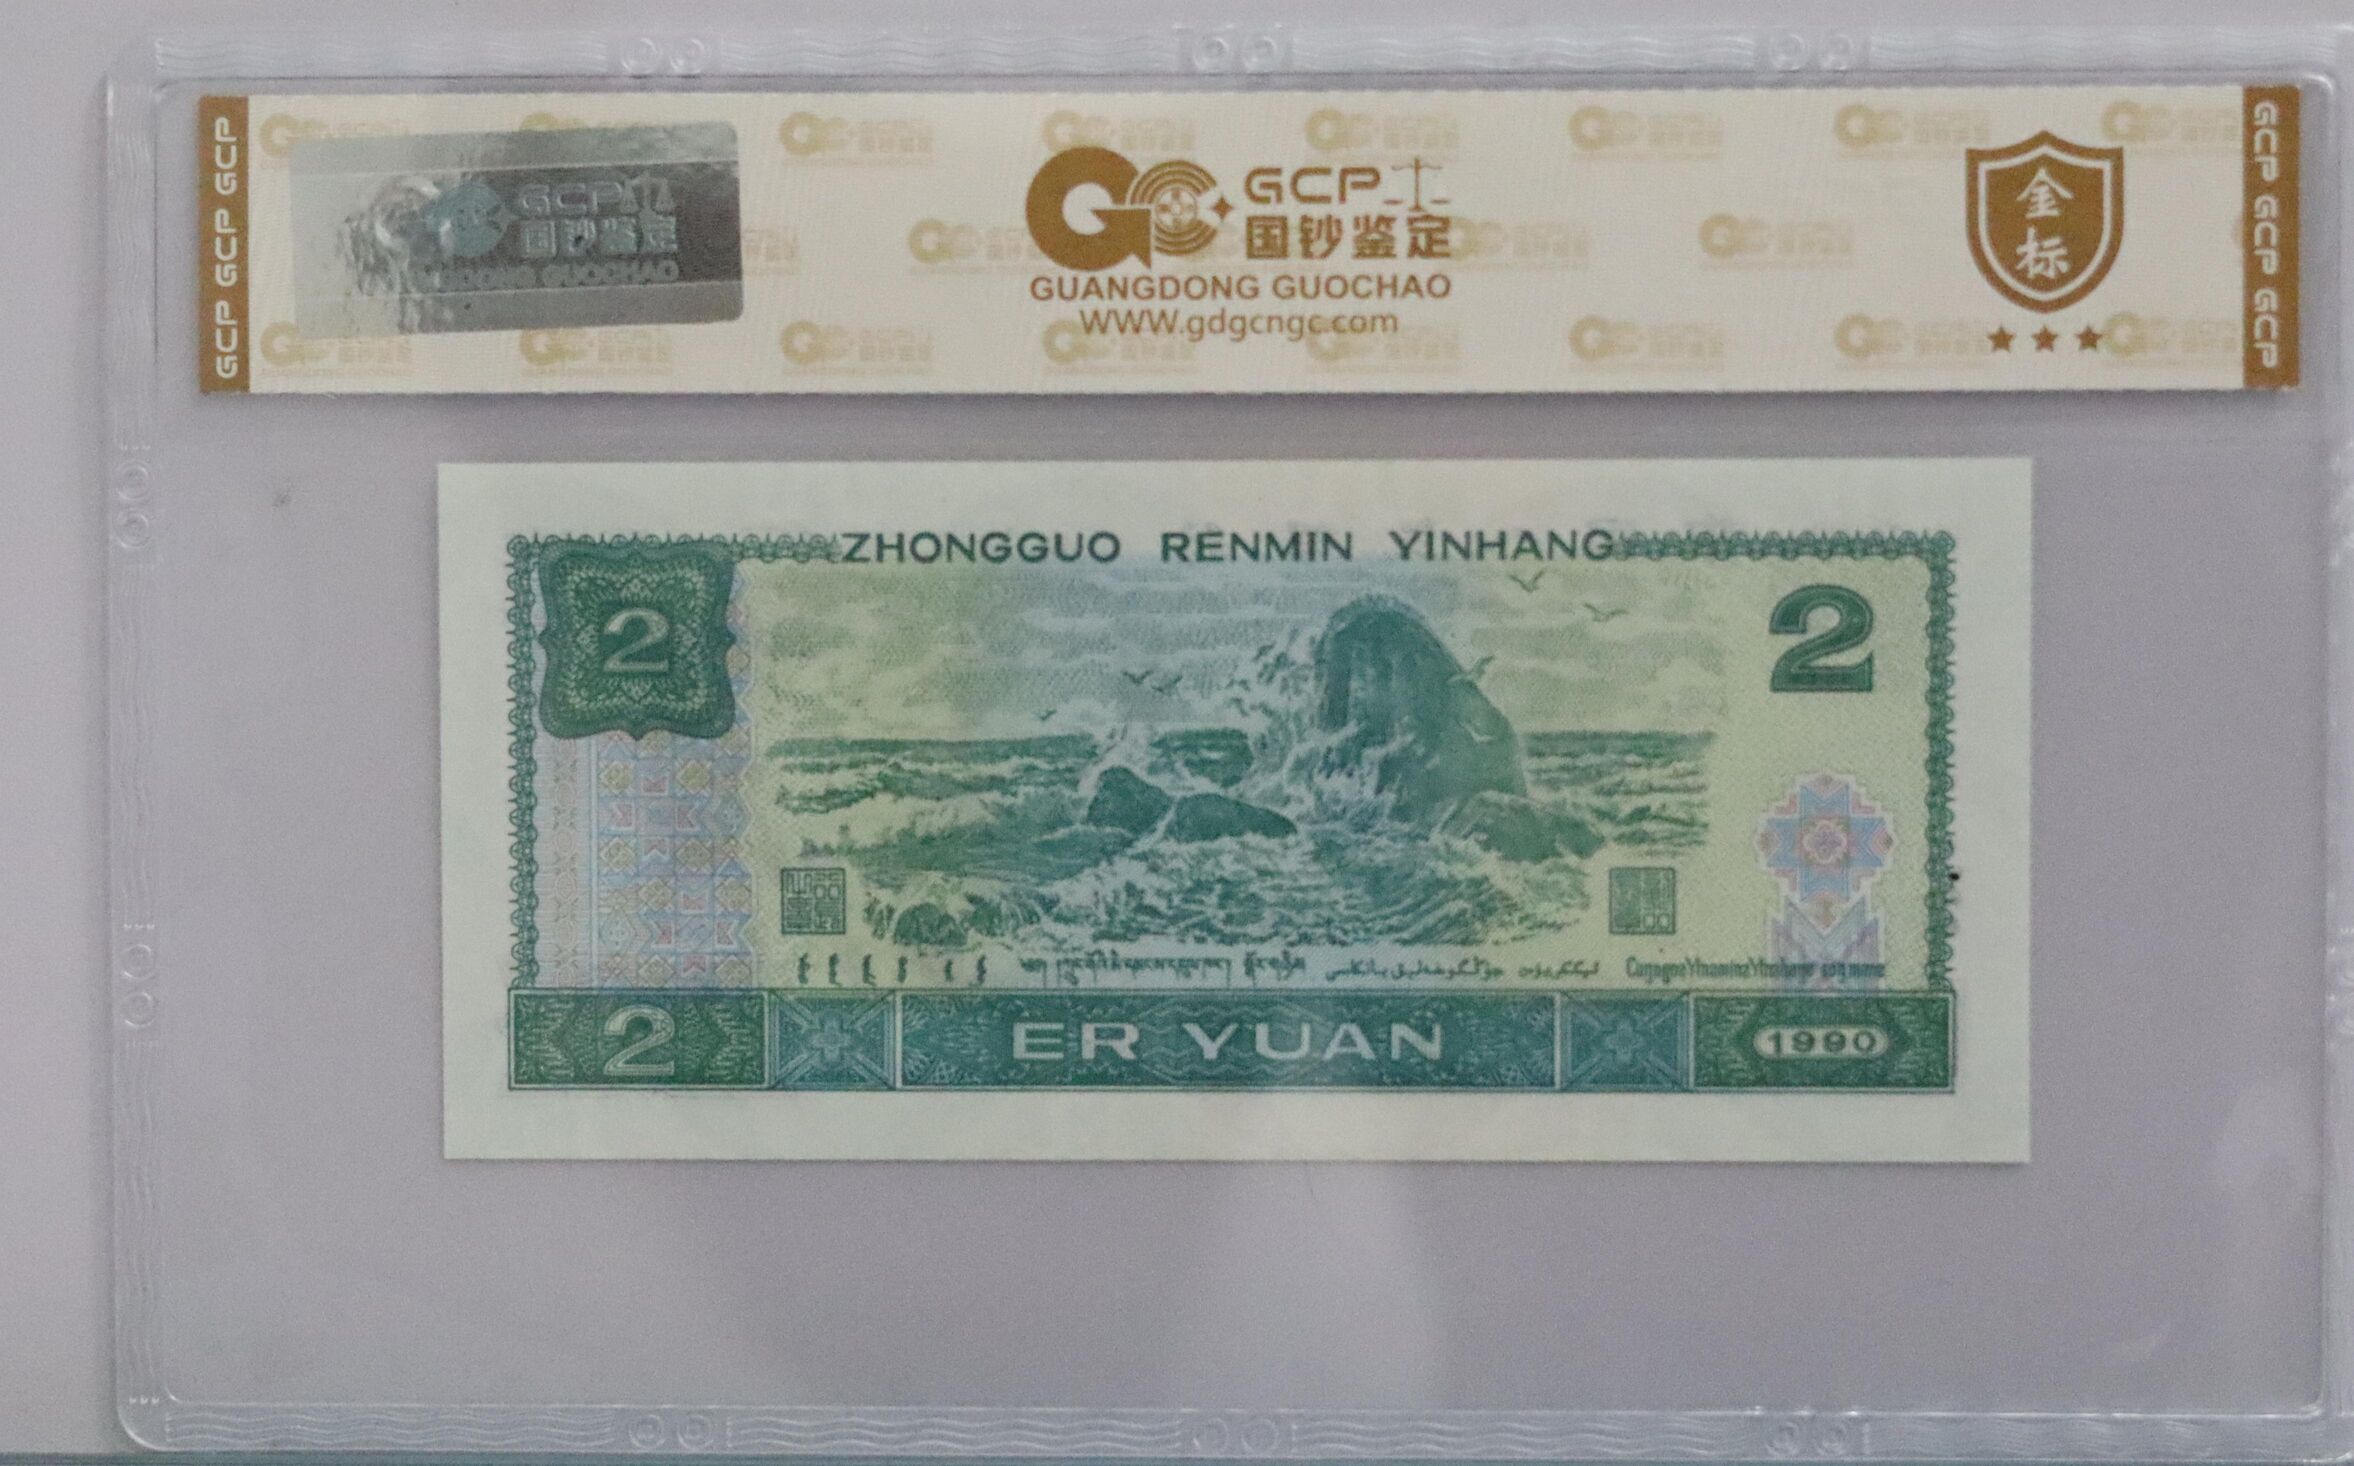 GCP GCP GCP
GCP
国钞鉴定
GUOCHAO
GCP
国钞鉴定
GUANGDONG GUOCHAO
WWW.gdgcngc.com
金标
GCP GCP GCP
ZHONGGUO RENMIN YINHANG
2
2
2
ER YUAN
1990